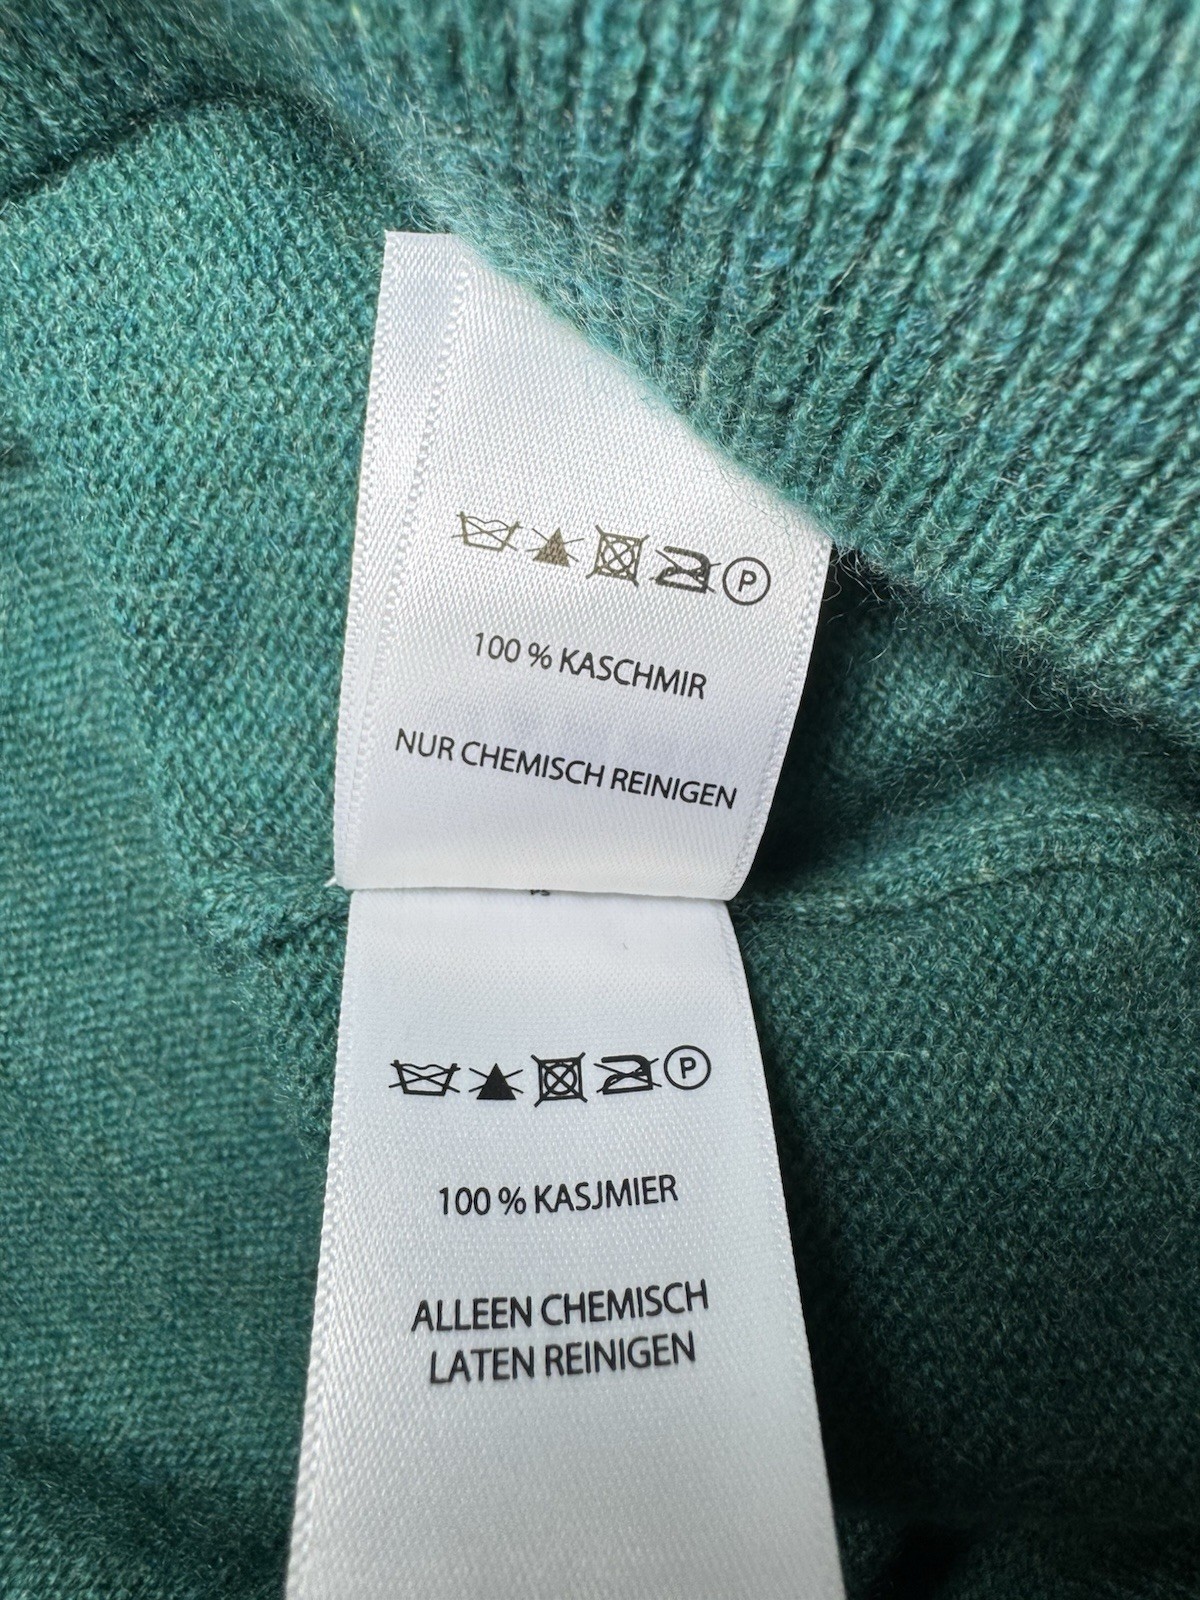 P
100 % KASCHMIR
NUR CHEMISCH REINIGEN
P
100 % KASJMIER
ALLEEN CHEMISCH
LATEN REINIGEN